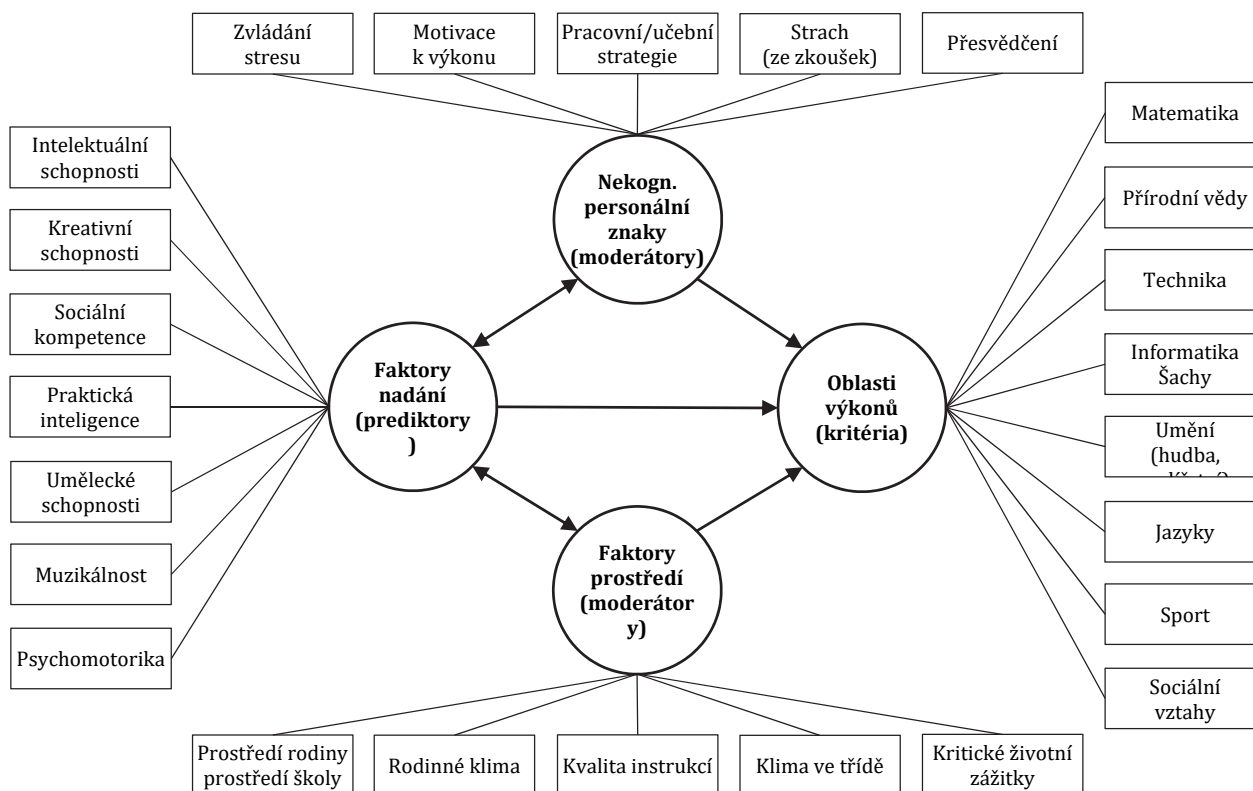 Zvládání
stresu
Motivace
k výkonu
Pracovní/učební
strategie
Strach
(ze zkoušek)
Přesvědčení
Intelektuální
schopnosti
Kreativní
schopnosti
Sociální
kompetence
Praktická
inteligence
Umělecké
schopnosti
Muzikálnost
Psychomotorika
Nekogn.
personální
znaky
(moderátory)
Faktory
nadání
(prediktory
)
Oblasti
výkonů
(kritéria)
Faktory
prostředí
(moderátor
y)
Matematika
Přírodní vědy
Technika
Informatika
Šachy
Umění
(hudba,
Jazyky
Sport
Sociální
vztahy
Prostředí rodiny
prostředí školy
Rodinné klima
Kvalita instrukcí
Klima ve třídě
Kritické životní
zážitky